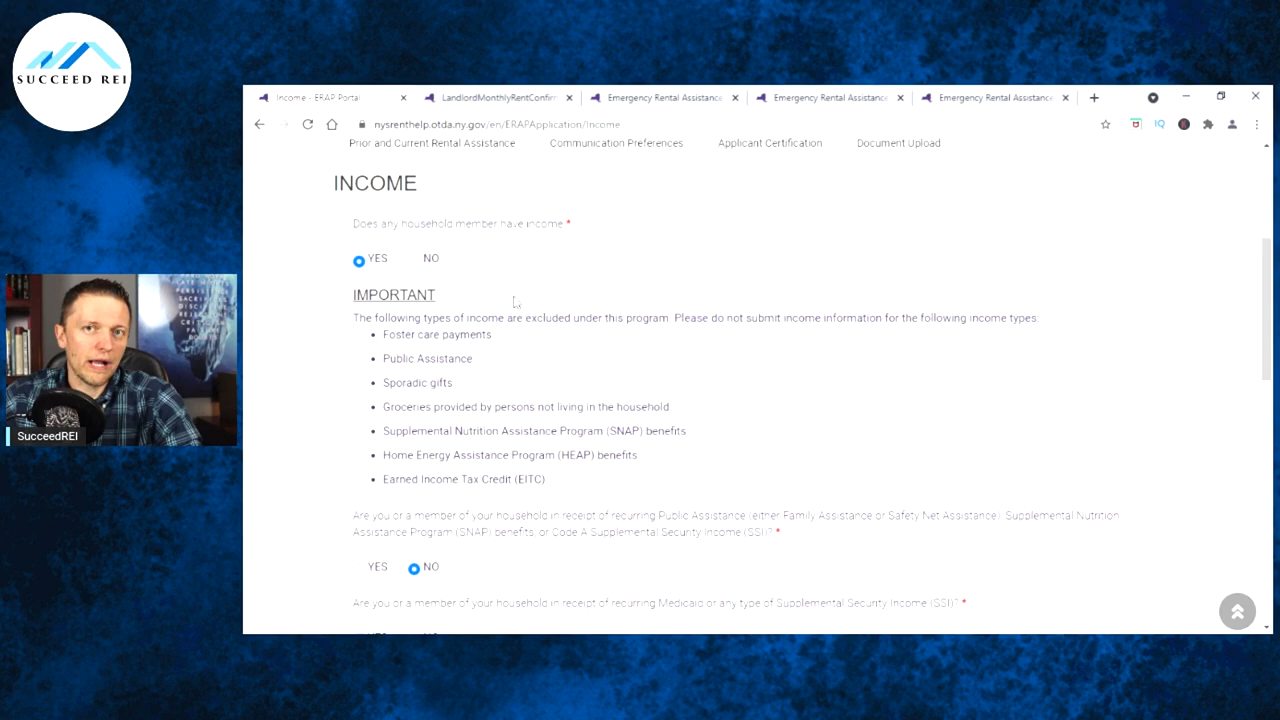 SUCCEED REI
Income - ERAP Portal
LandlordMonthlyRentConfirm
Emergency Rental Assistance
Emergency Rental Assistance
Emergency Rental Assistance
nysrenthelp.otda.ny.gov/en/ERAPApplication/Income
IQ
Prior and Current Rental Assistance
Communication Preferences
Applicant Certification
Document Upload
INCOME
Does any household member have income *
YES
NO
IMPORTANT
The following types of income are excluded under this program. Please do not submit income information for the following income types:
• Foster care payments
• Public Assistance
• Sporadic gifts
• Groceries provided by persons not living in the household
• Supplemental Nutrition Assistance Program (SNAP) benefits
• Home Energy Assistance Program (HEAP) benefits
• Earned Income Tax Credit (EITC)
Are you or a member of your household in receipt of recurring Public Assistance (either Family Assistance or Safety Net Assistance), Supplemental Nutrition
Assistance Program (SNAP) benefits, or Code A Supplemental Security Income (SSI)? *
YES
NO
Are you or a member of your household in receipt of recurring Medicaid or any type of Supplemental Security Income (SSI)? *
SucceedREI